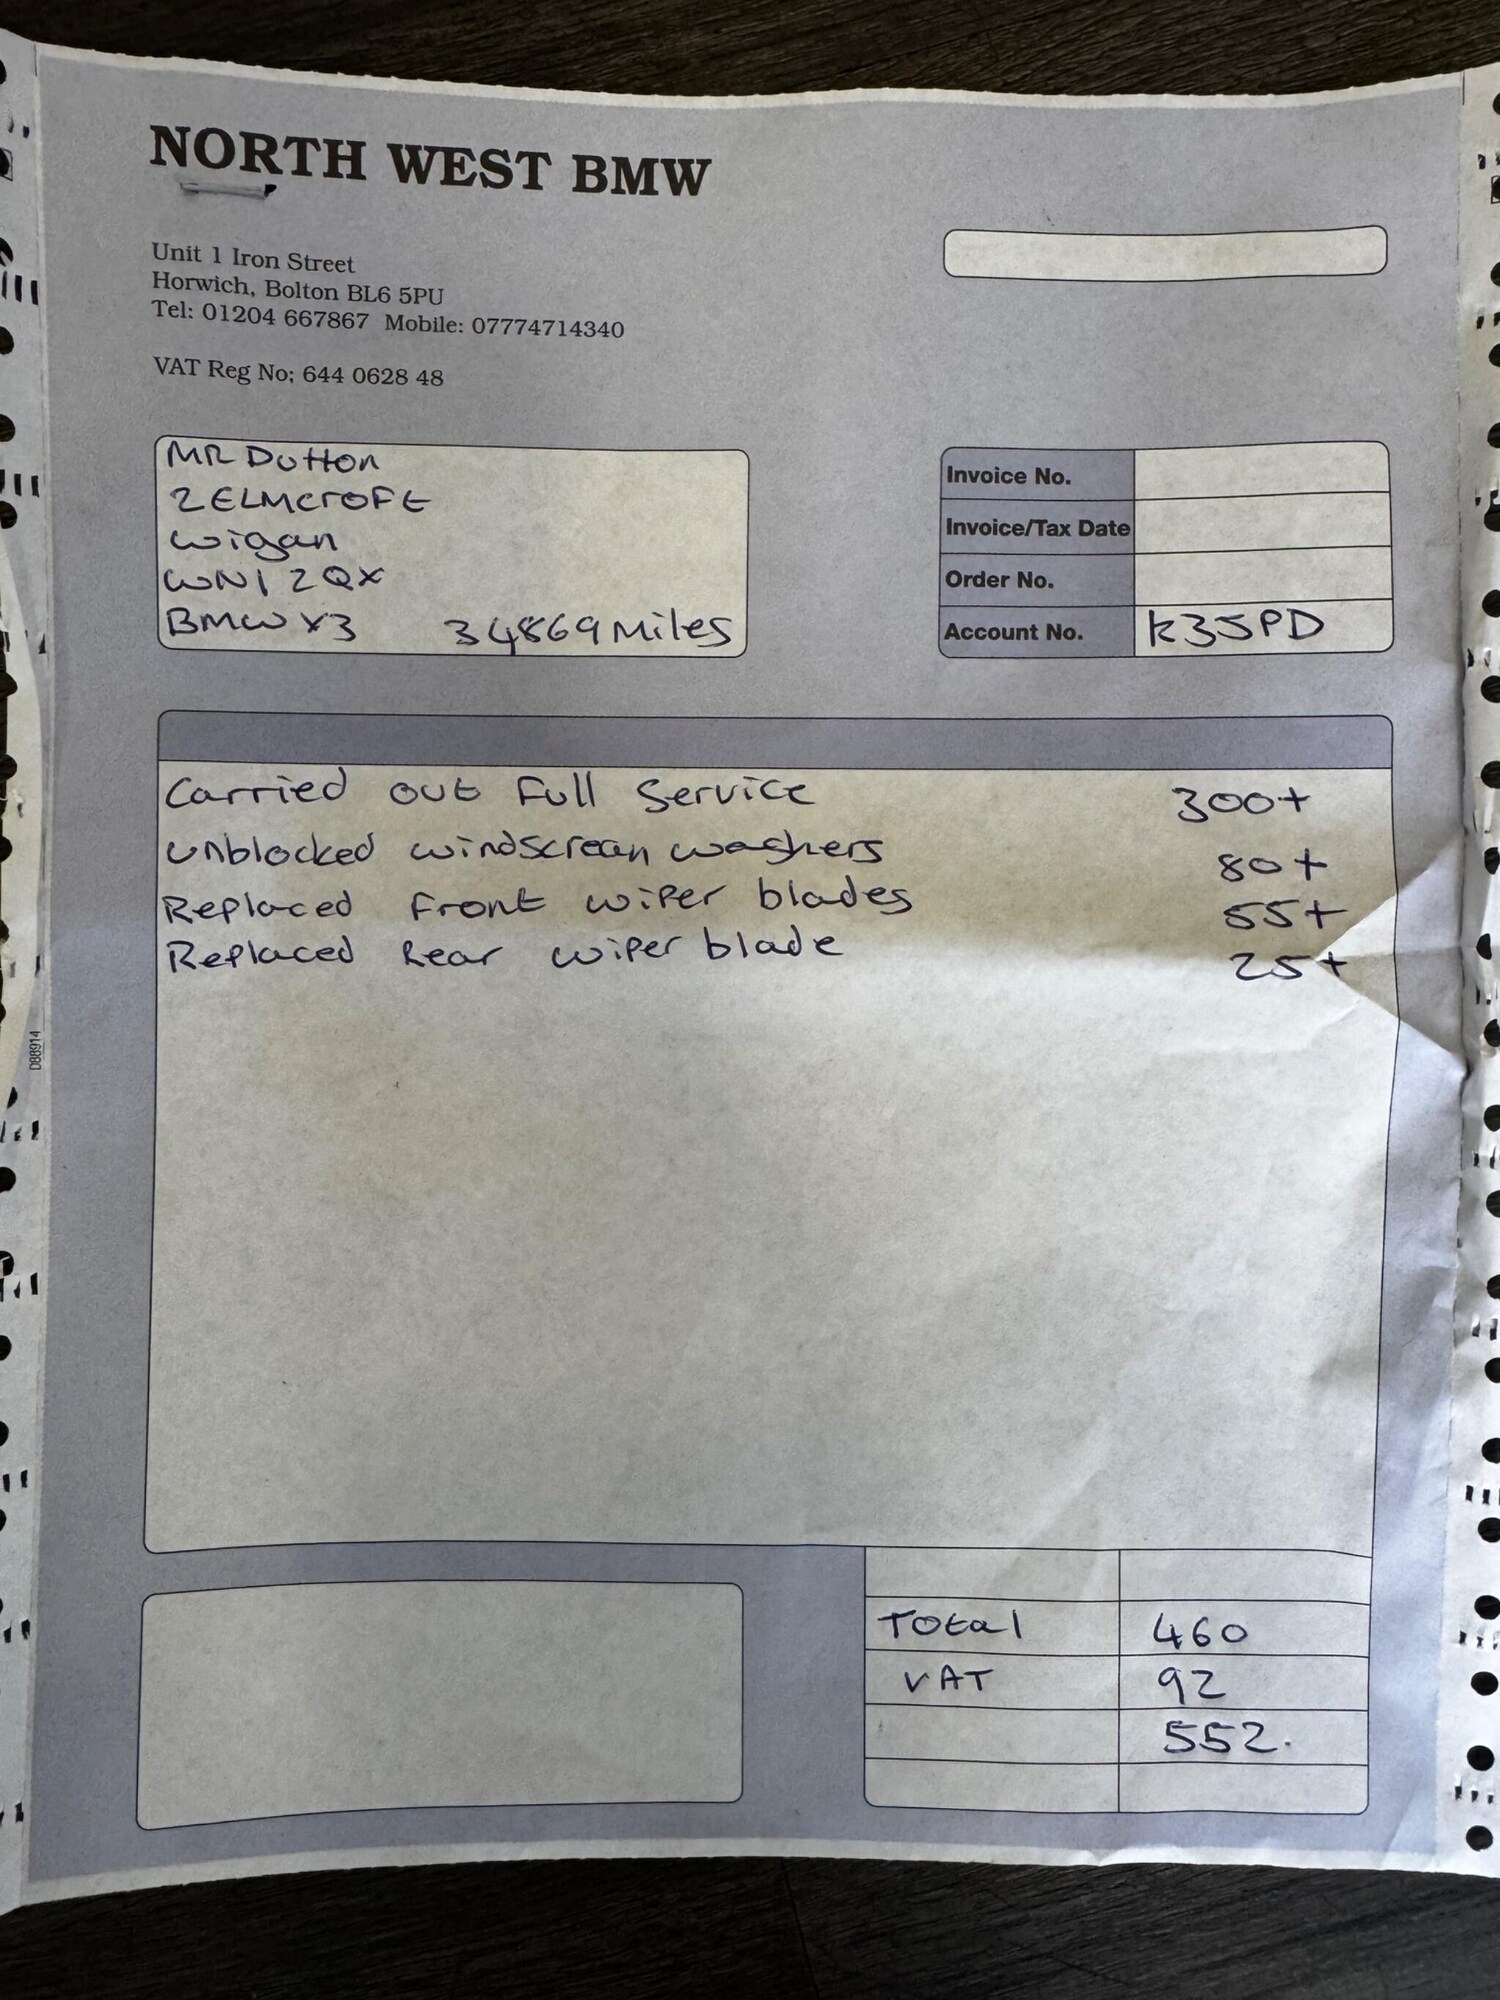 NORTH WEST BMW
Unit 1 Iron Street
Horwich, Bolton BL6 5PU
Tel: 01204 667867 Mobile: 07774714340
VAT Reg No: 644 0628 48
MR Dutton
2 ELMCroFt
Wigan
WN1 2QX
BMW X3 34869 Miles
Invoice No.
Invoice/Tax Date
Order No.
Account No. K35PD
Carried out Full Service 300+
Unblocked windscrean washers 80+
Replaced Front wiper blades 55+
Replaced Rear wiper blade 25+
D88914
Total 460
VAT 92
552.